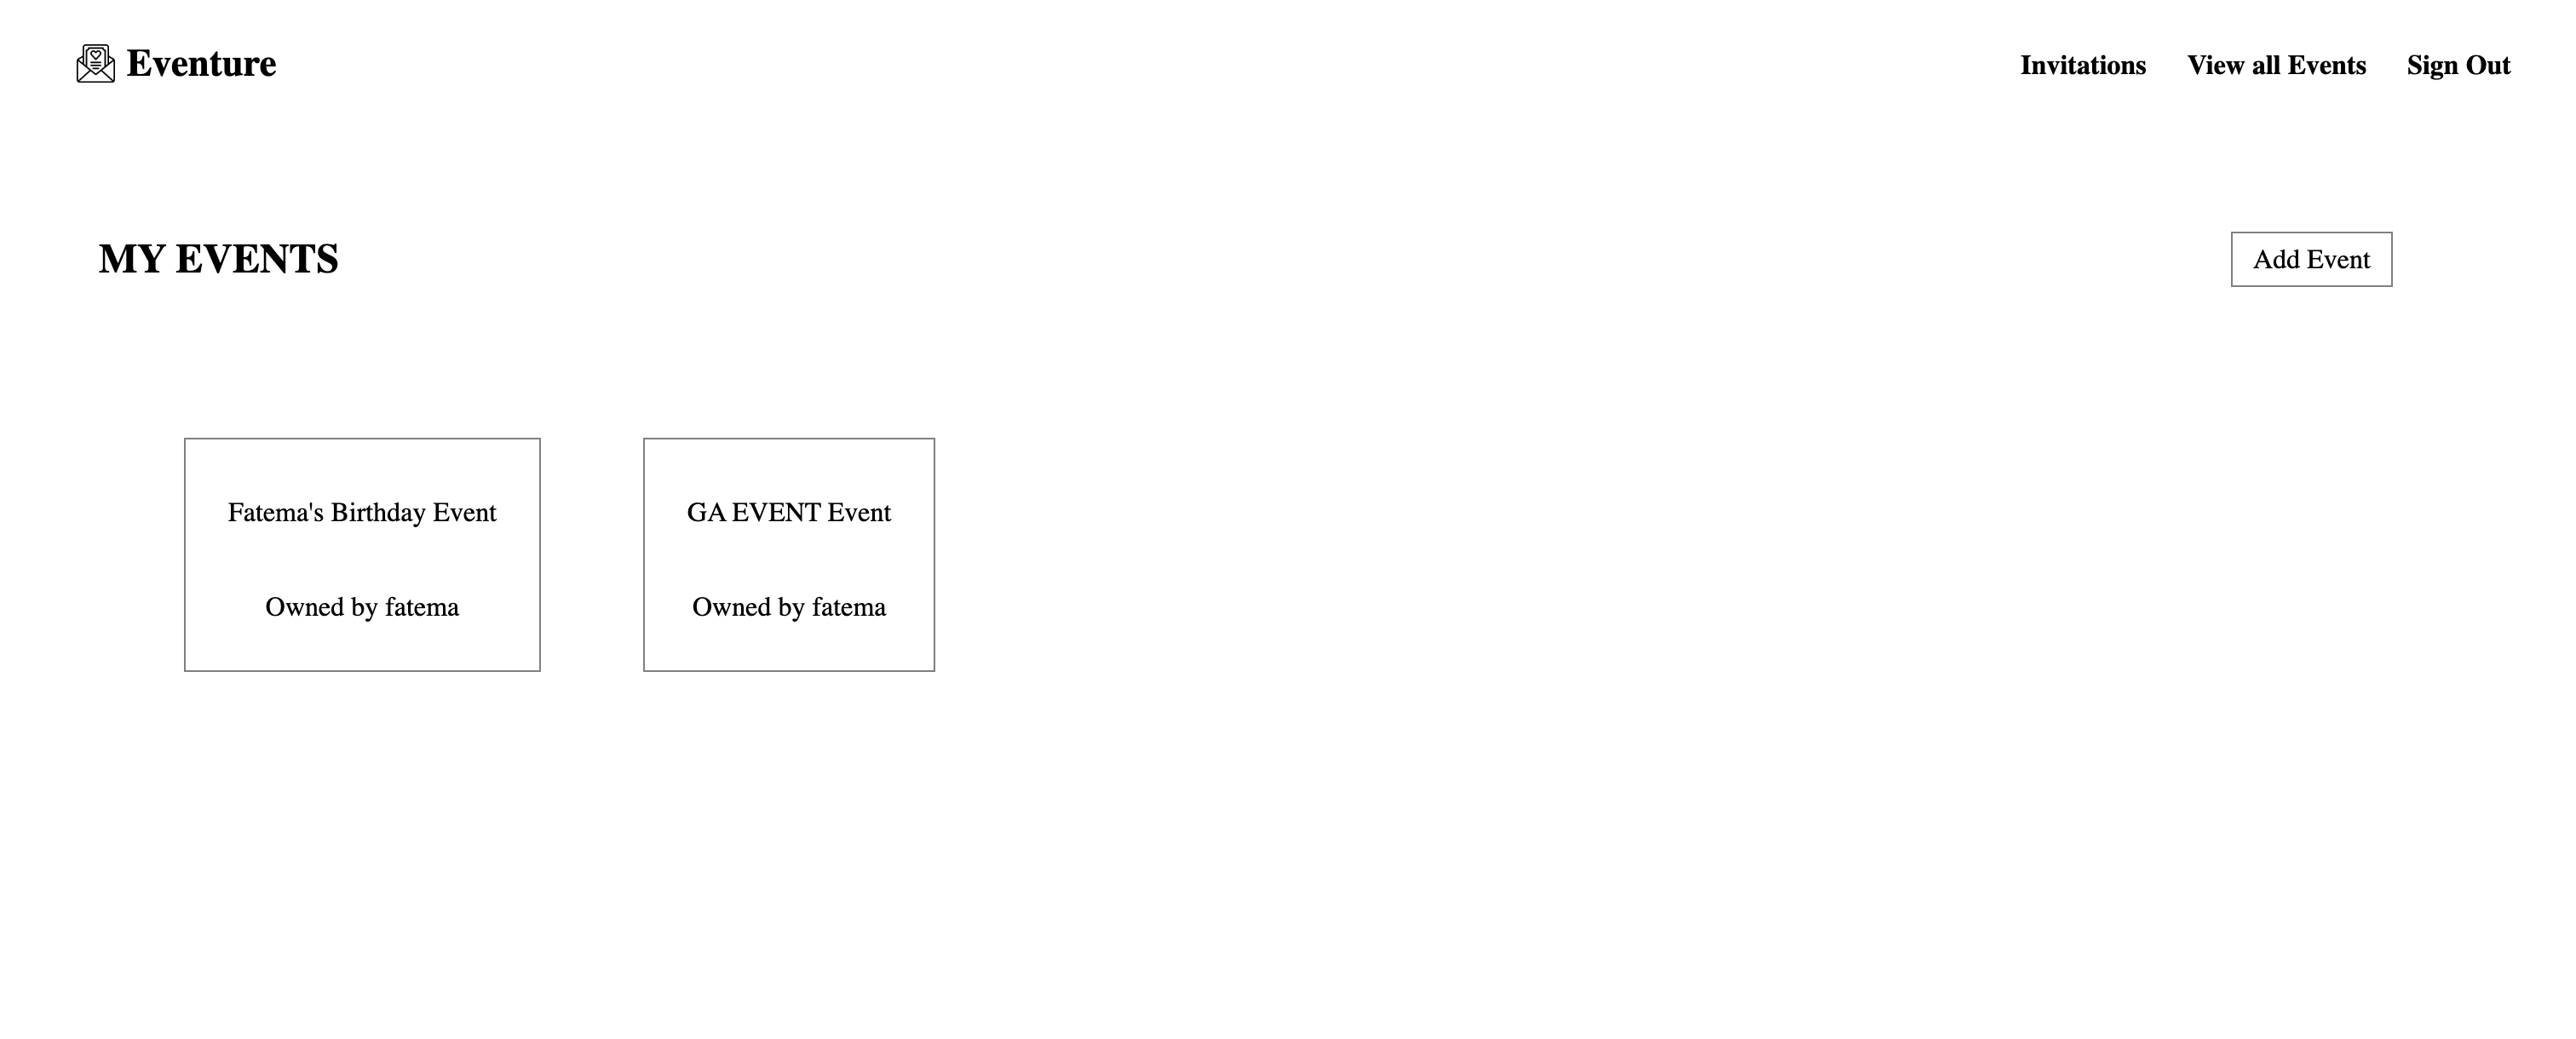 Eventure
Invitations View all Events Sign Out
MY EVENTS
Add Event
Fatema's Birthday Event
Owned by fatema
GA EVENT Event
Owned by fatema